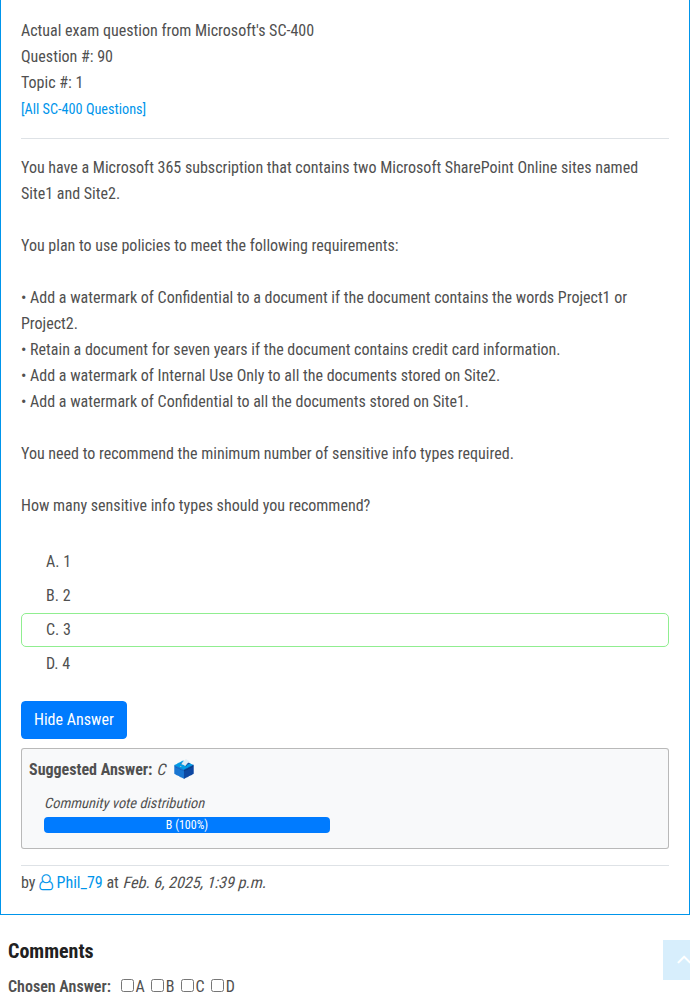 Actual exam question from Microsoft's SC-400
Question #: 90
Topic #: 1
[All SC-400 Questions]
You have a Microsoft 365 subscription that contains two Microsoft SharePoint Online sites named
Site1 and Site2.
You plan to use policies to meet the following requirements:
• Add a watermark of Confidential to a document if the document contains the words Project1 or
Project2.
• Retain a document for seven years if the document contains credit card information.
• Add a watermark of Internal Use Only to all the documents stored on Site2.
• Add a watermark of Confidential to all the documents stored on Site1.
You need to recommend the minimum number of sensitive info types required.
How many sensitive info types should you recommend?
A. 1
B. 2
C. 3
D. 4
Hide Answer
Suggested Answer: C
Community vote distribution
B (100%)
by Phil_79 at Feb. 6, 2025, 1:39 p.m.
Comments
Chosen Answer: A B C D